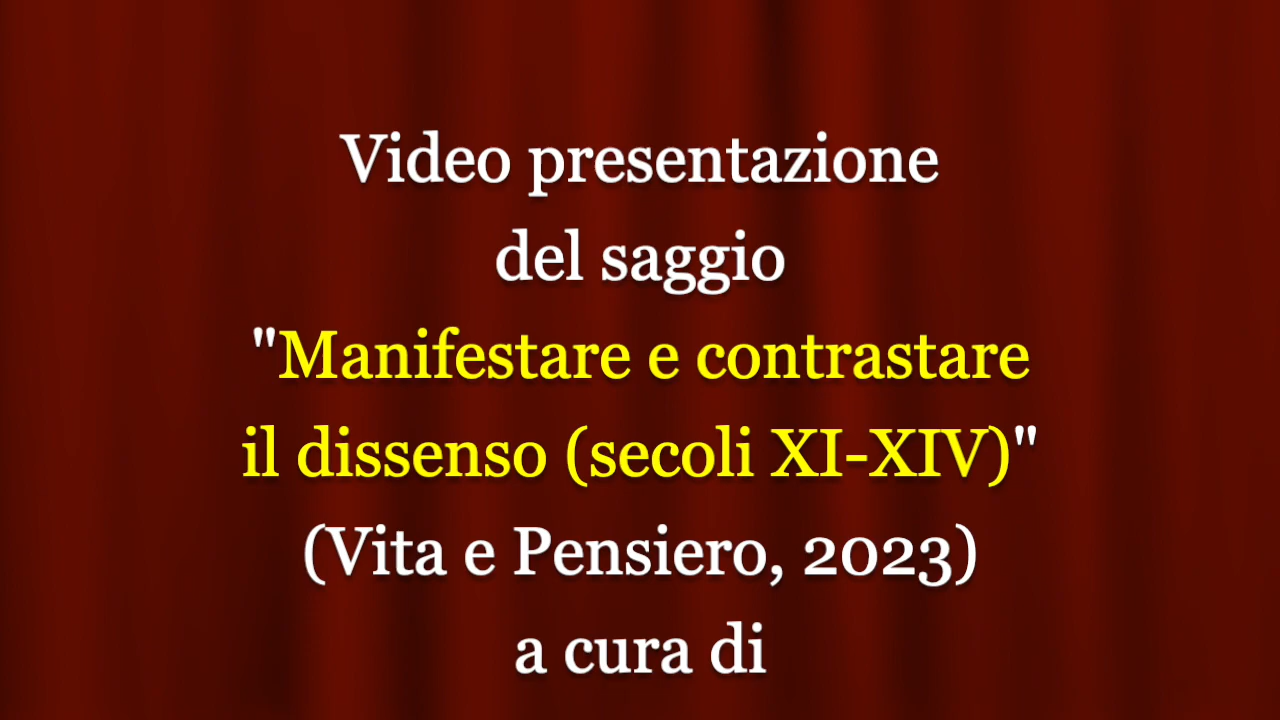 Video presentazione
del saggio
"Manifestare e contrastare
il dissenso (secoli XI-XIV)"
(Vita e Pensiero, 2023)
a cura di